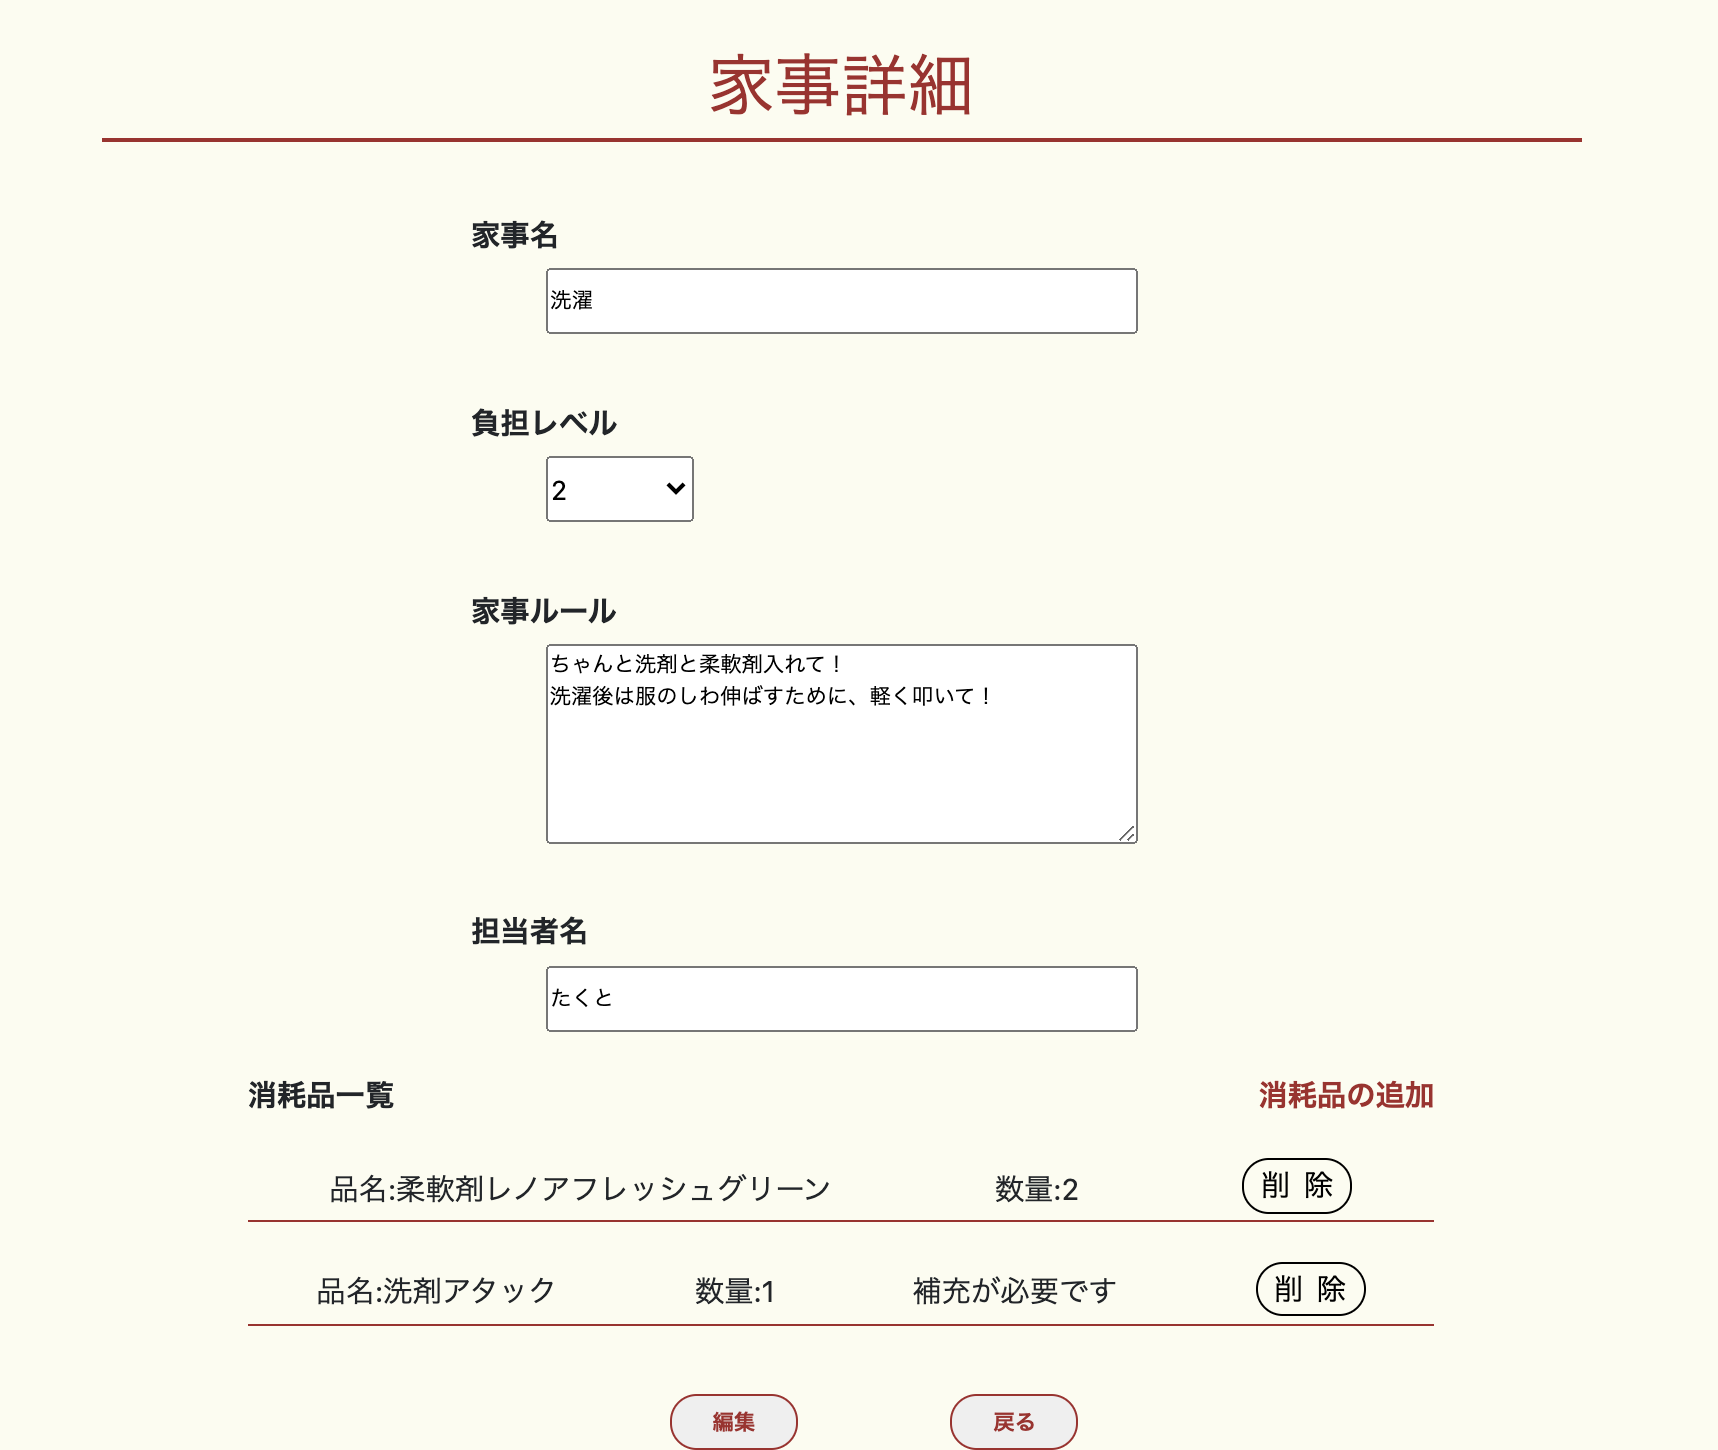 家事詳細
家事名
洗濯
負担レベル
2
家事ルール
ちゃんと洗剤と柔軟剤入れて！
洗濯後は服のしわ伸ばすために、軽く叩いて！
担当者名
たくと
消耗品一覧 消耗品の追加
品名:柔軟剤レノアフレッシュグリーン 数量:2 削 除
品名:洗剤アタック 数量:1 補充が必要です 削 除
編集 戻る